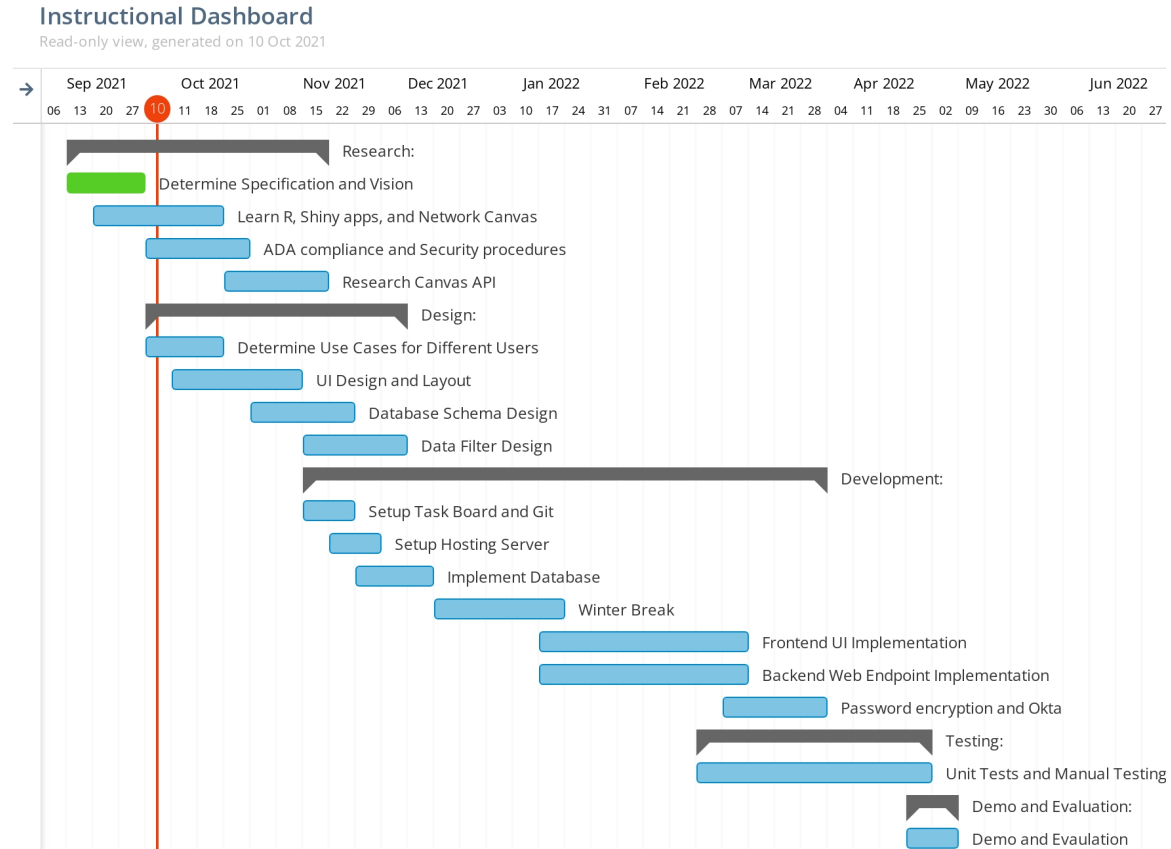 Instructional Dashboard
Read-only view, generated on 10 Oct 2021
Sep 2021 Oct 2021 Nov 2021 Dec 2021 Jan 2022 Feb 2022 Mar 2022 Apr 2022 May 2022 Jun 2022
06 13 20 27 10 11 18 25 01 08 15 22 29 06 13 20 27 03 10 17 24 31 07 14 21 28 07 14 21 28 04 11 18 25 02 09 16 23 30 06 13 20 27
Research:
Determine Specification and Vision
Learn R, Shiny apps, and Network Canvas
ADA compliance and Security procedures
Research Canvas API
Design:
Determine Use Cases for Different Users
UI Design and Layout
Database Schema Design
Data Filter Design
Development:
Setup Task Board and Git
Setup Hosting Server
Implement Database
Winter Break
Frontend UI Implementation
Backend Web Endpoint Implementation
Password encryption and Okta
Testing:
Unit Tests and Manual Testing
Demo and Evaluation:
Demo and Evaulation